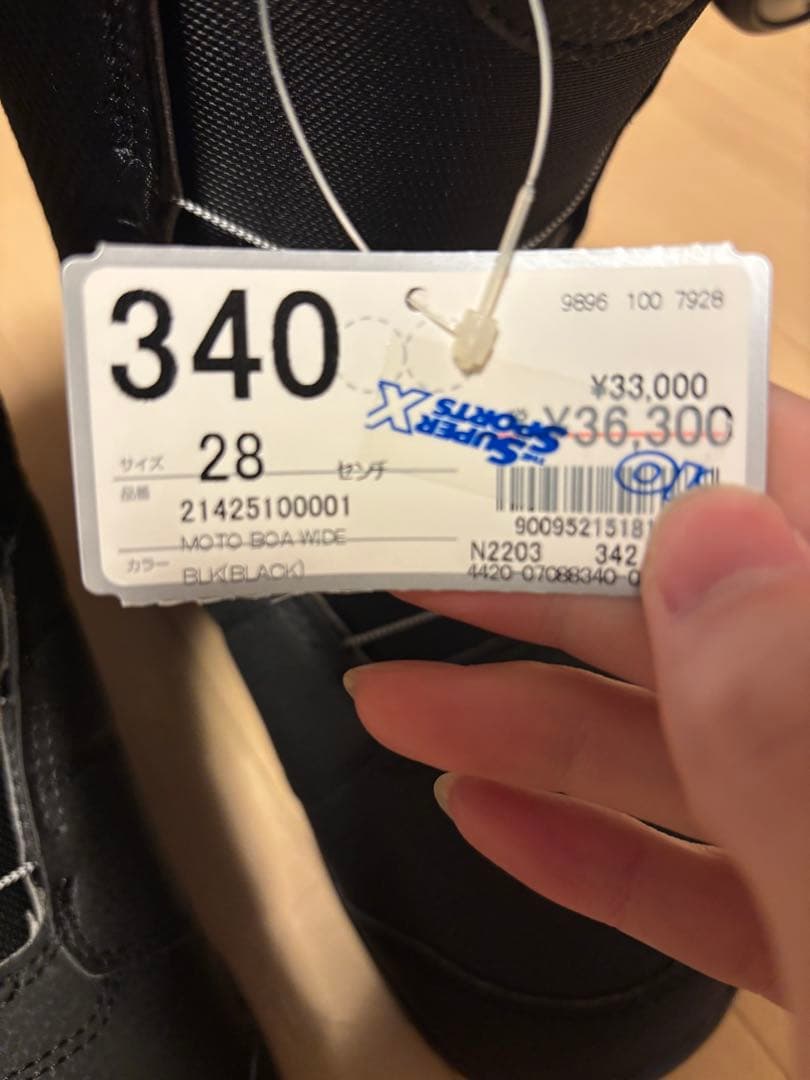 340
9896 100 7928
¥33,000
¥36,300
THE SUPER
SPORTS X
サイズ 28 センチ
品番
21425100001
MOTO BOA WIDE
カラー
BLK(BLACK)
9009521518
N2203 342
4420-07088340-0